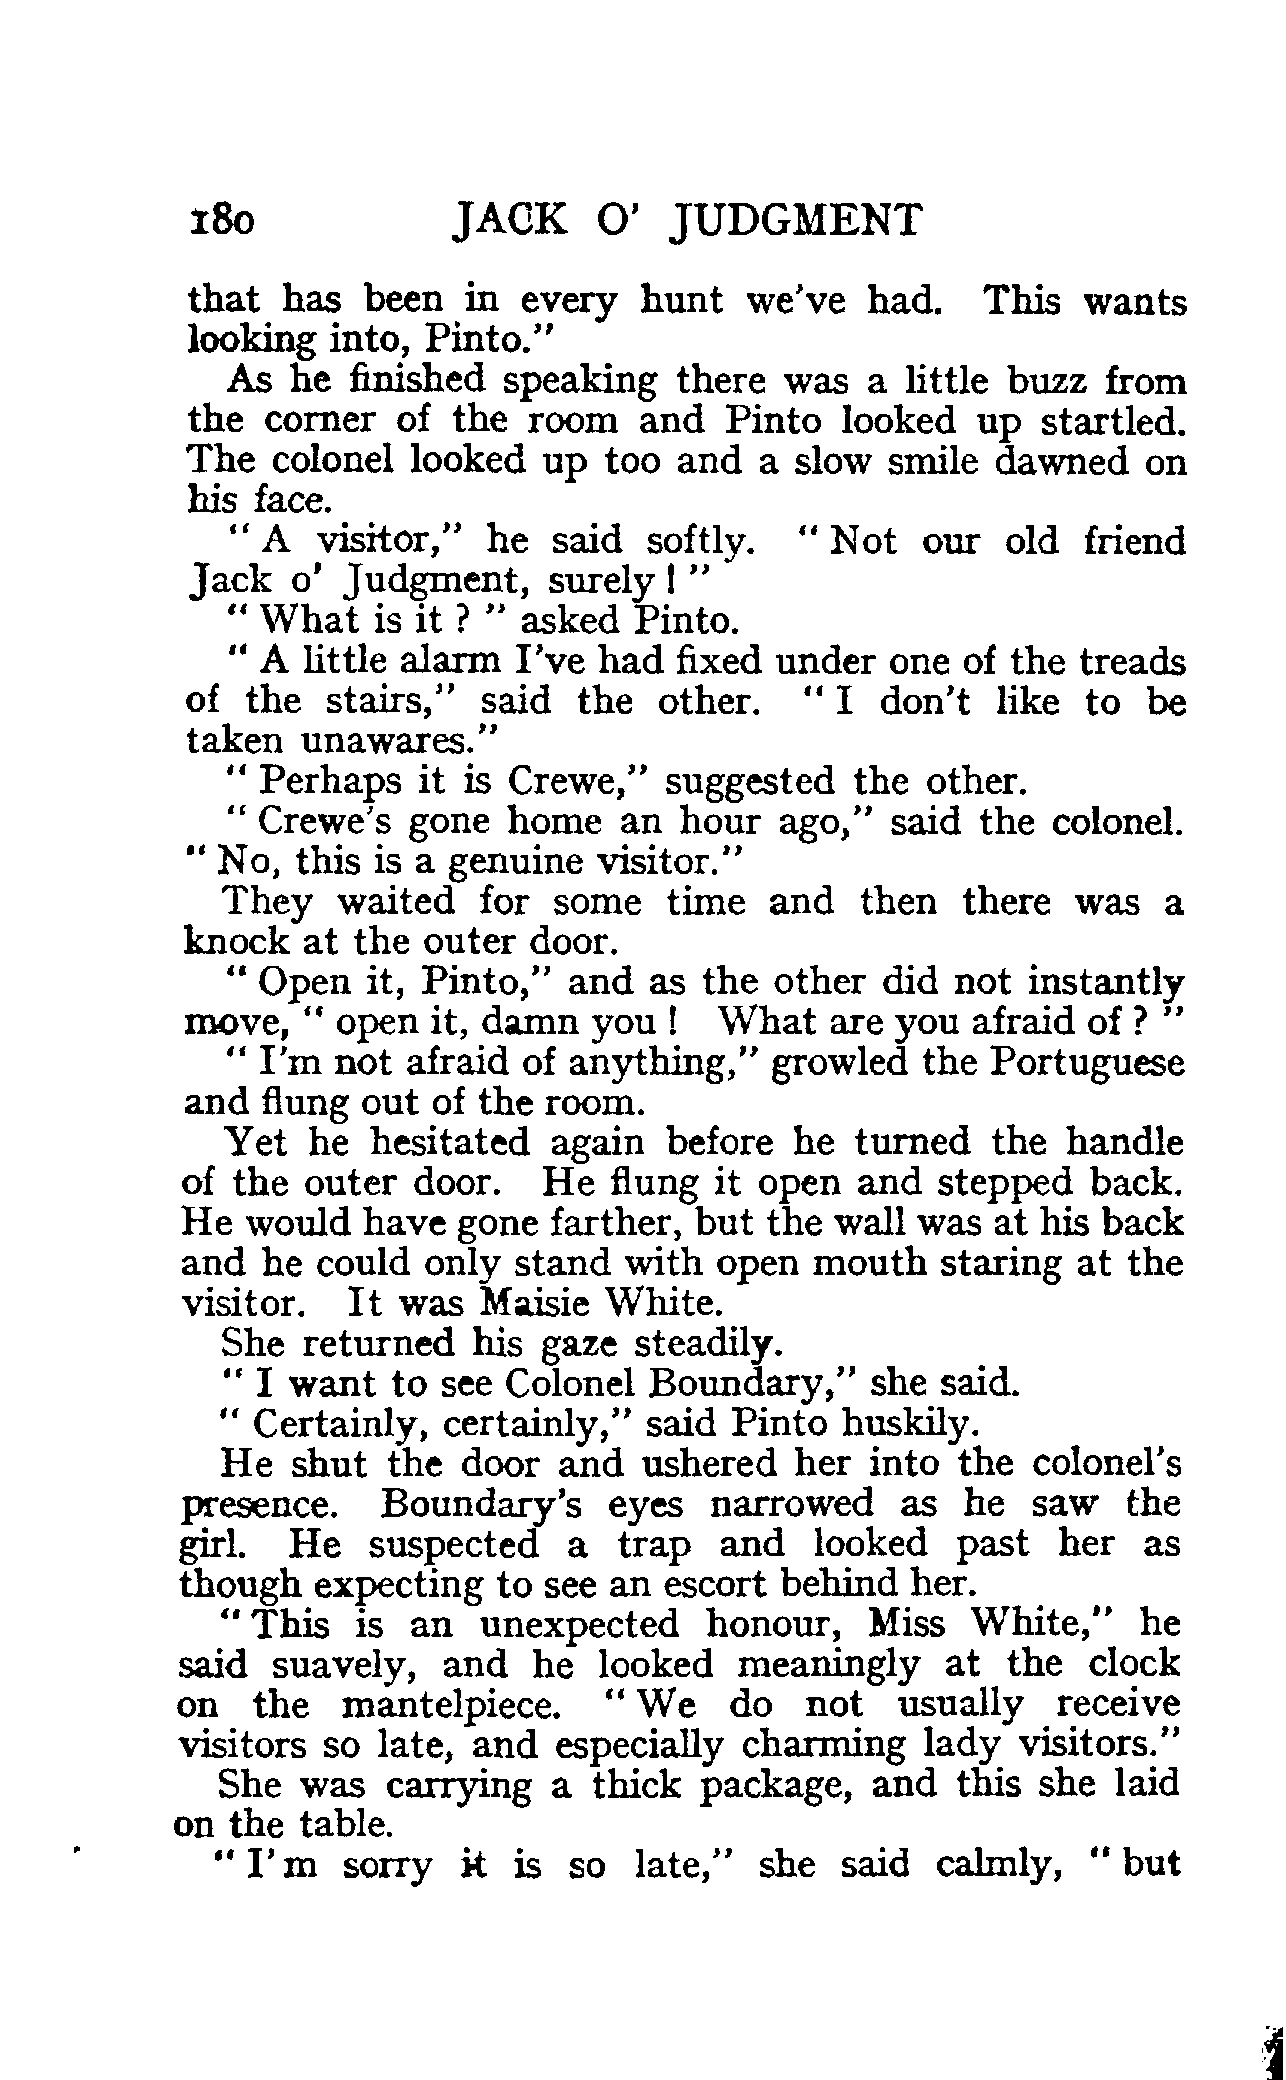 180 JACK O' JUDGMENT
that has been in every hunt we've had. This wants
looking into, Pinto."
As he finished speaking there was a little buzz from
the corner of the room and Pinto looked up startled.
The colonel looked up too and a slow smile dawned on
his face.
" A visitor," he said softly. " Not our old friend
Jack o' Judgment, surely ! "
" What is it ? " asked Pinto.
" A little alarm I've had fixed under one of the treads
of the stairs," said the other. " I don't like to be
taken unawares."
" Perhaps it is Crewe," suggested the other.
" Crewe's gone home an hour ago," said the colonel.
" No, this is a genuine visitor."
They waited for some time and then there was a
knock at the outer door.
" Open it, Pinto," and as the other did not instantly
move, " open it, damn you ! What are you afraid of ? "
" I'm not afraid of anything," growled the Portuguese
and flung out of the room.
Yet he hesitated again before he turned the handle
of the outer door. He flung it open and stepped back.
He would have gone farther, but the wall was at his back
and he could only stand with open mouth staring at the
visitor. It was Maisie White.
She returned his gaze steadily.
" I want to see Colonel Boundary," she said.
" Certainly, certainly," said Pinto huskily.
He shut the door and ushered her into the colonel's
presence. Boundary's eyes narrowed as he saw the
girl. He suspected a trap and looked past her as
though expecting to see an escort behind her.
" This is an unexpected honour, Miss White," he
said suavely, and he looked meaningly at the clock
on the mantelpiece. " We do not usually receive
visitors so late, and especially charming lady visitors."
She was carrying a thick package, and this she laid
on the table.
" I'm sorry it is so late," she said calmly, " but